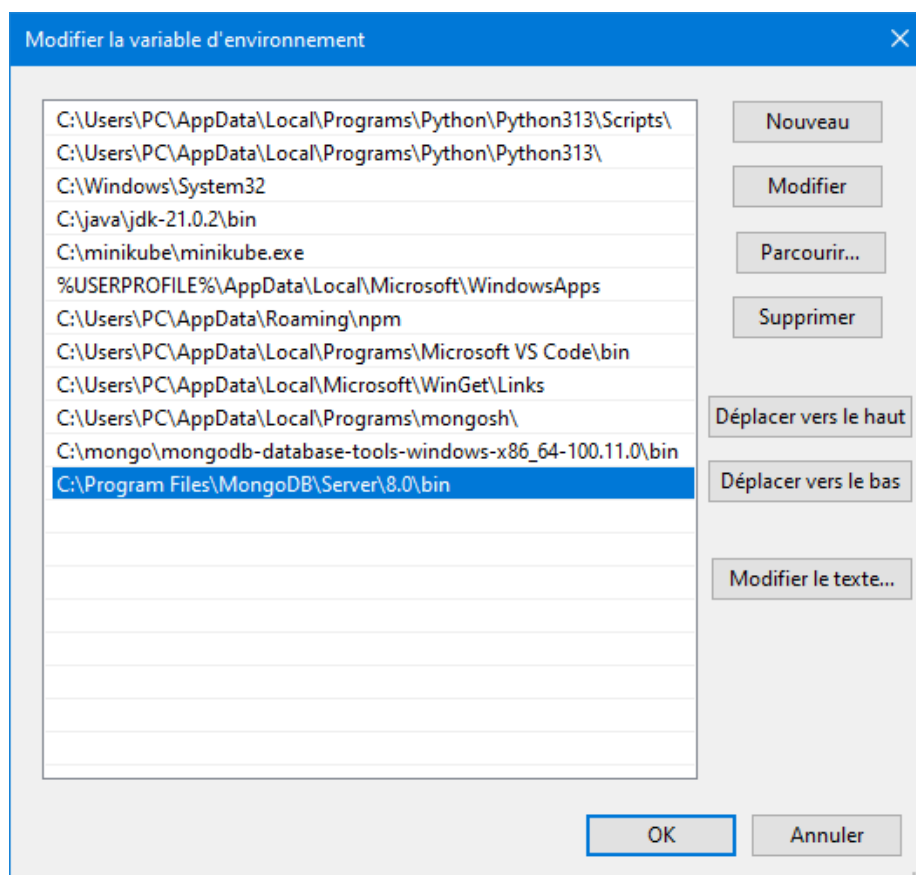 Modifier la variable d'environnement
C:\Users\PC\AppData\Local\Programs\Python\Python313\Scripts\
C:\Users\PC\AppData\Local\Programs\Python\Python313\
C:\Windows\System32
C:\java\jdk-21.0.2\bin
C:\minikube\minikube.exe
%USERPROFILE%\AppData\Local\Microsoft\WindowsApps
C:\Users\PC\AppData\Roaming\npm
C:\Users\PC\AppData\Local\Programs\Microsoft VS Code\bin
C:\Users\PC\AppData\Local\Microsoft\WinGet\Links
C:\Users\PC\AppData\Local\Programs\mongosh\
C:\mongo\mongodb-database-tools-windows-x86_64-100.11.0\bin
C:\Program Files\MongoDB\Server\8.0\bin
Nouveau
Modifier
Parcourir...
Supprimer
Déplacer vers le haut
Déplacer vers le bas
Modifier le texte...
OK
Annuler